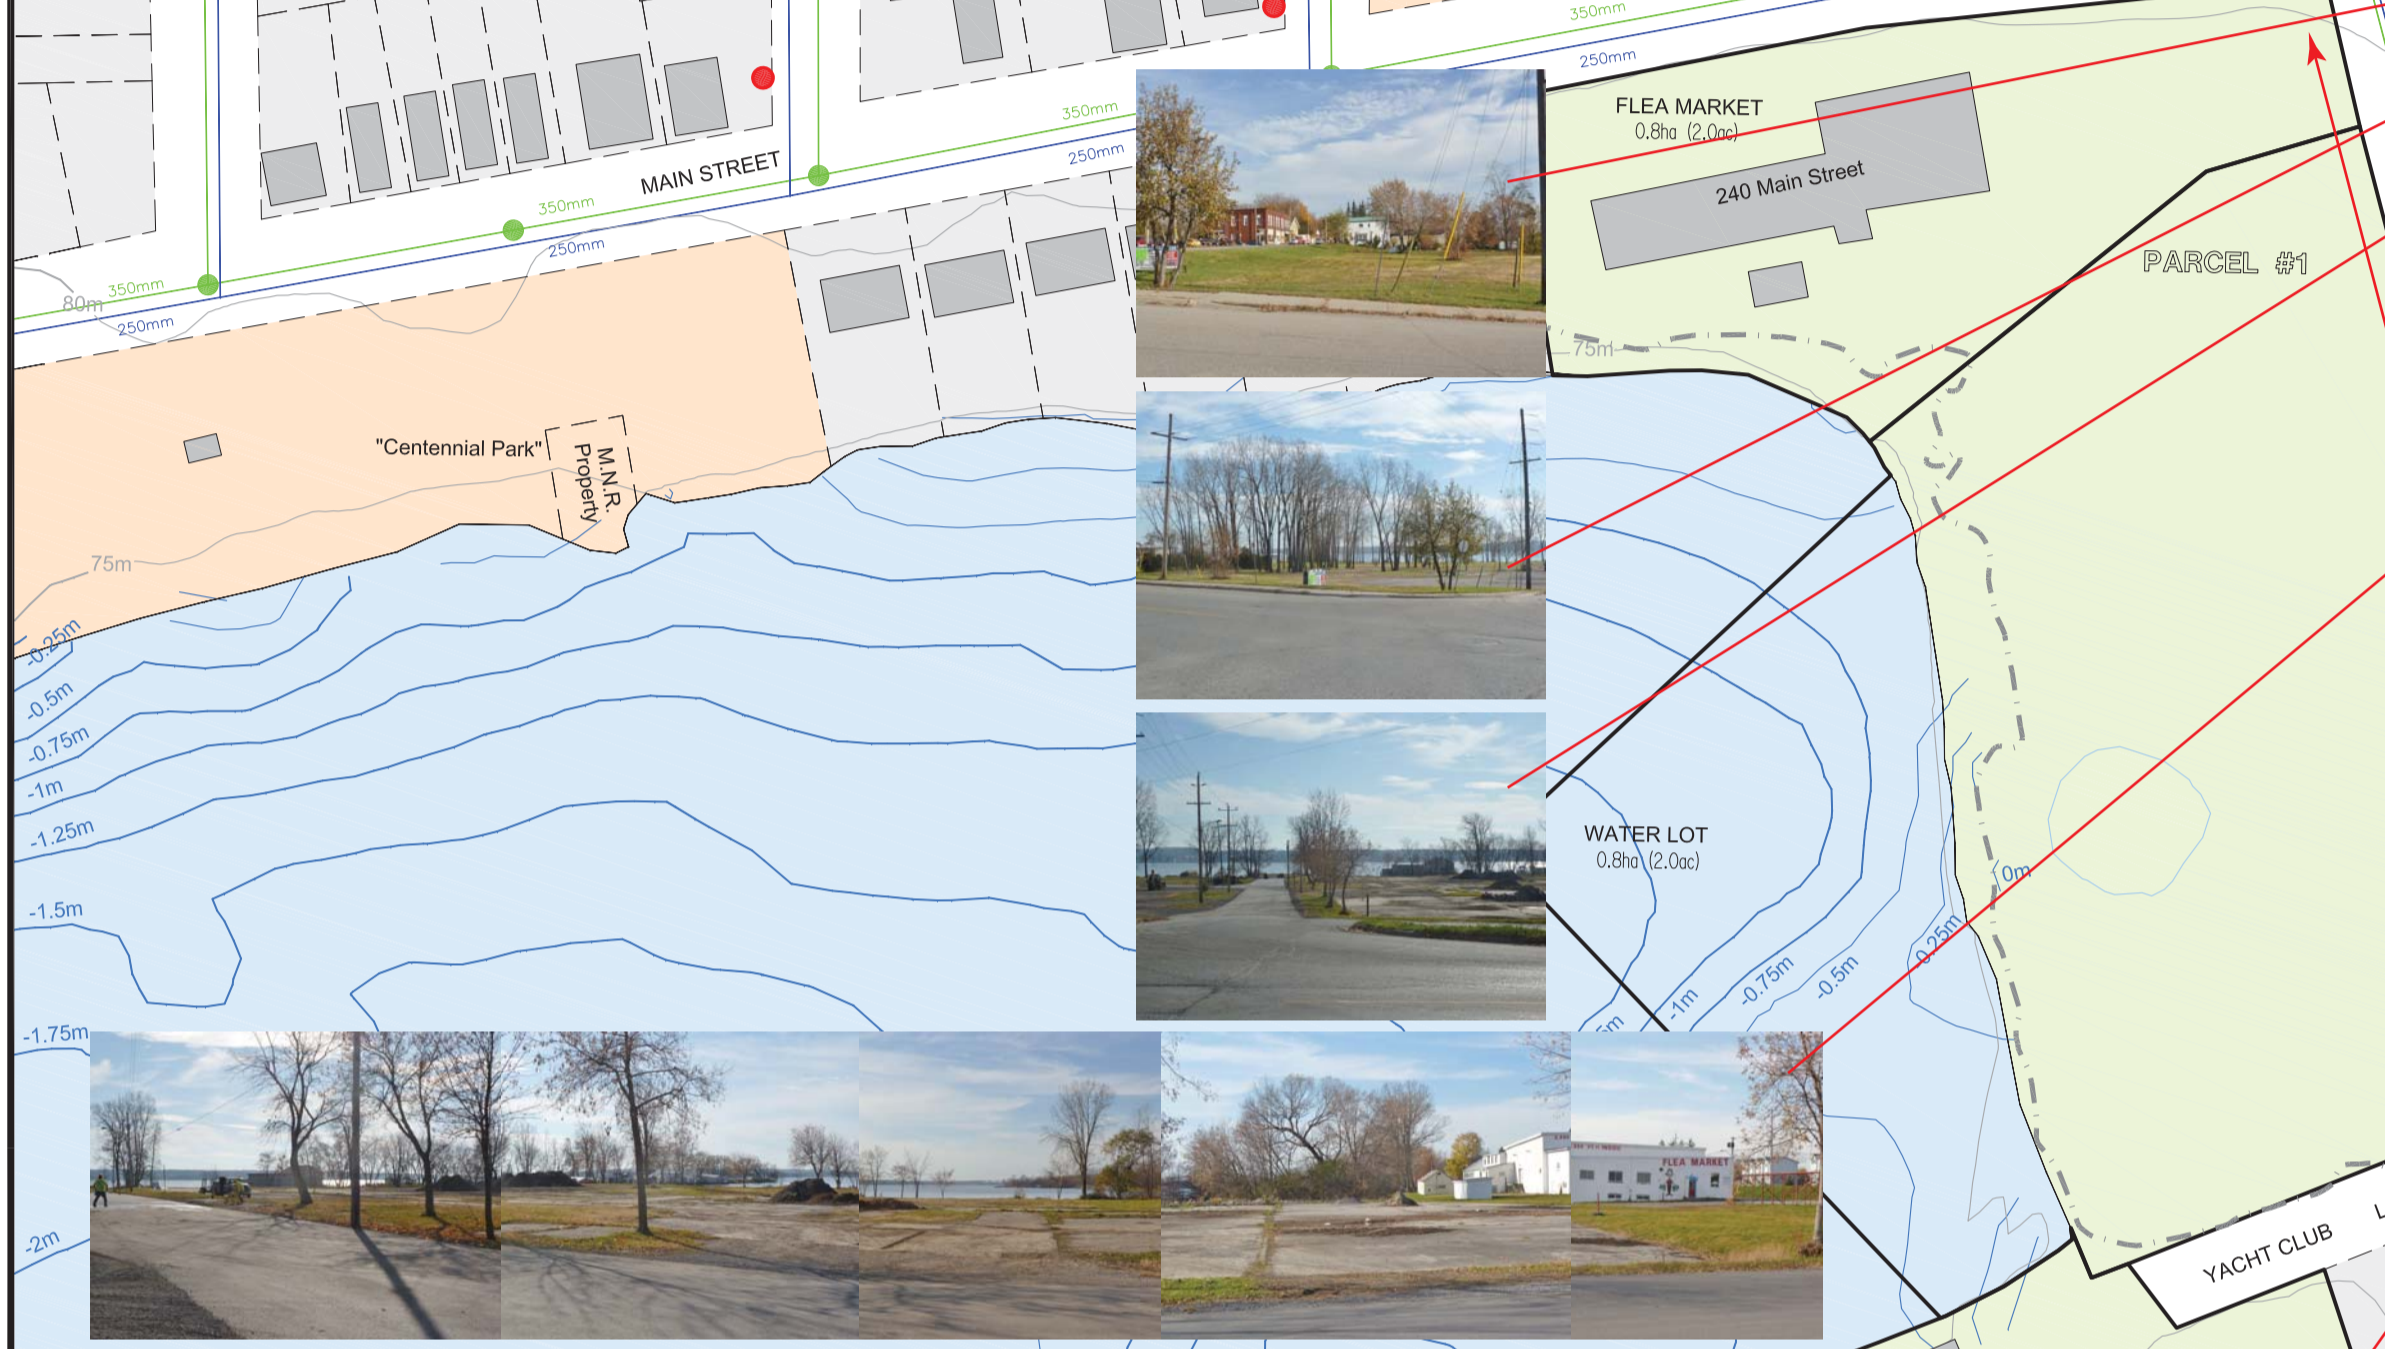 350mm
250mm
FLEA MARKET
0.8ha (2.0ac)
350mm
250mm
MAIN STREET
240 Main Street
350mm
250mm
PARCEL #1
80m
350mm
250mm
75m
"Centennial Park"
M.N.R.
Property
75m
-0.25m
-0.5m
-0.75m
-1m
-1.25m
-1.5m
-1.75m
-2m
WATER LOT
0.8ha (2.0ac)
0m
-0.25m
-0.5m
-0.75m
-1m
FLEA MARKET
YACHT CLUB